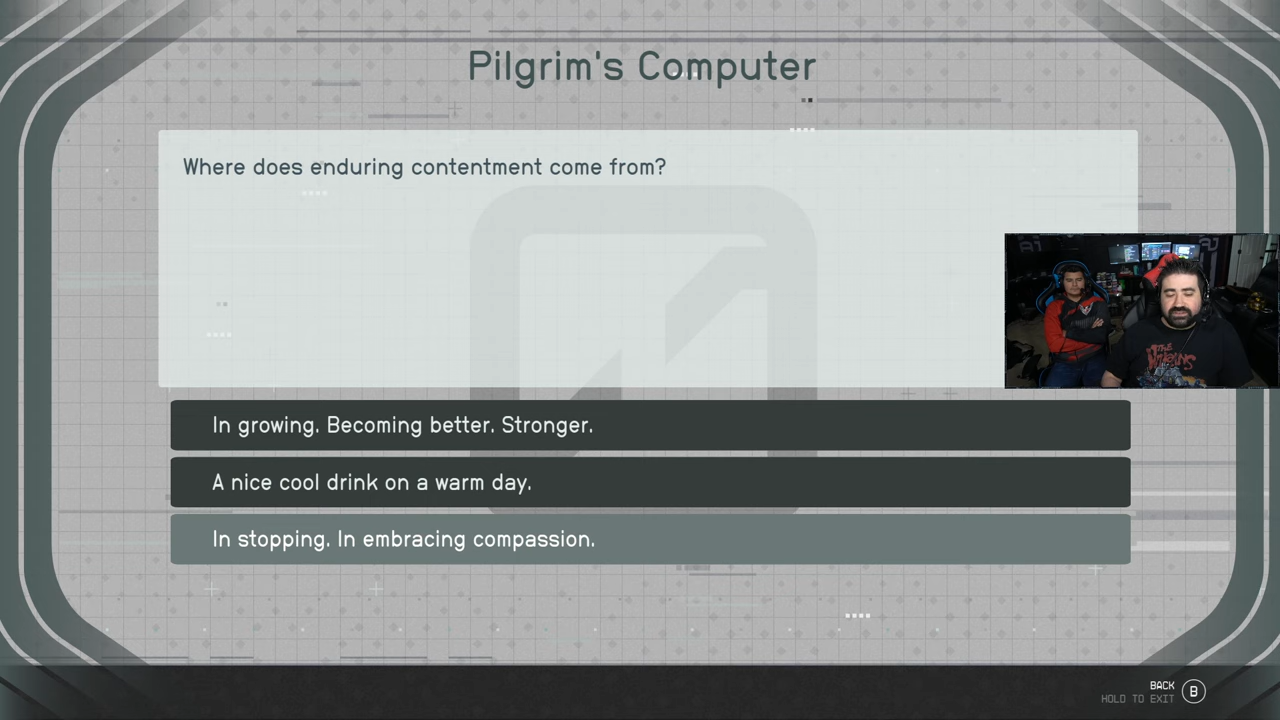 Pilgrim's Computer
Where does enduring contentment come from?
In growing. Becoming better. Stronger.
A nice cool drink on a warm day.
In stopping. In embracing compassion.
BACK
HOLD TO EXIT
B